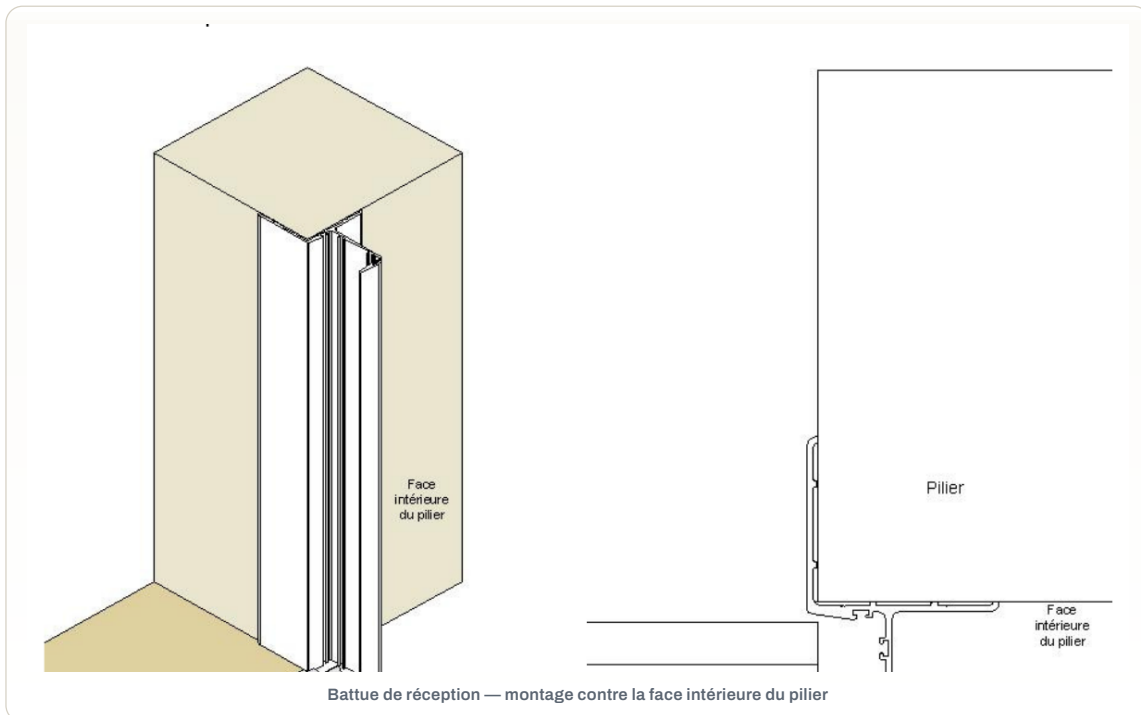 Face
intérieure
du pilier
Pilier
Face
intérieure
du pilier
Battue de réception — montage contre la face intérieure du pilier